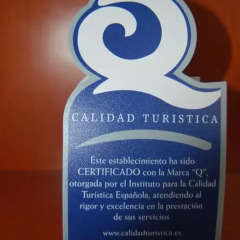 Q
CALIDAD TURISTICA
Este establecimiento ha sido
CERTIFICADO con la Marca "Q",
otorgada por el Instituto para la Calidad
Turística Española, atendiendo al
rigor y excelencia en la prestación
de sus servicios
www.calidadturistica.es